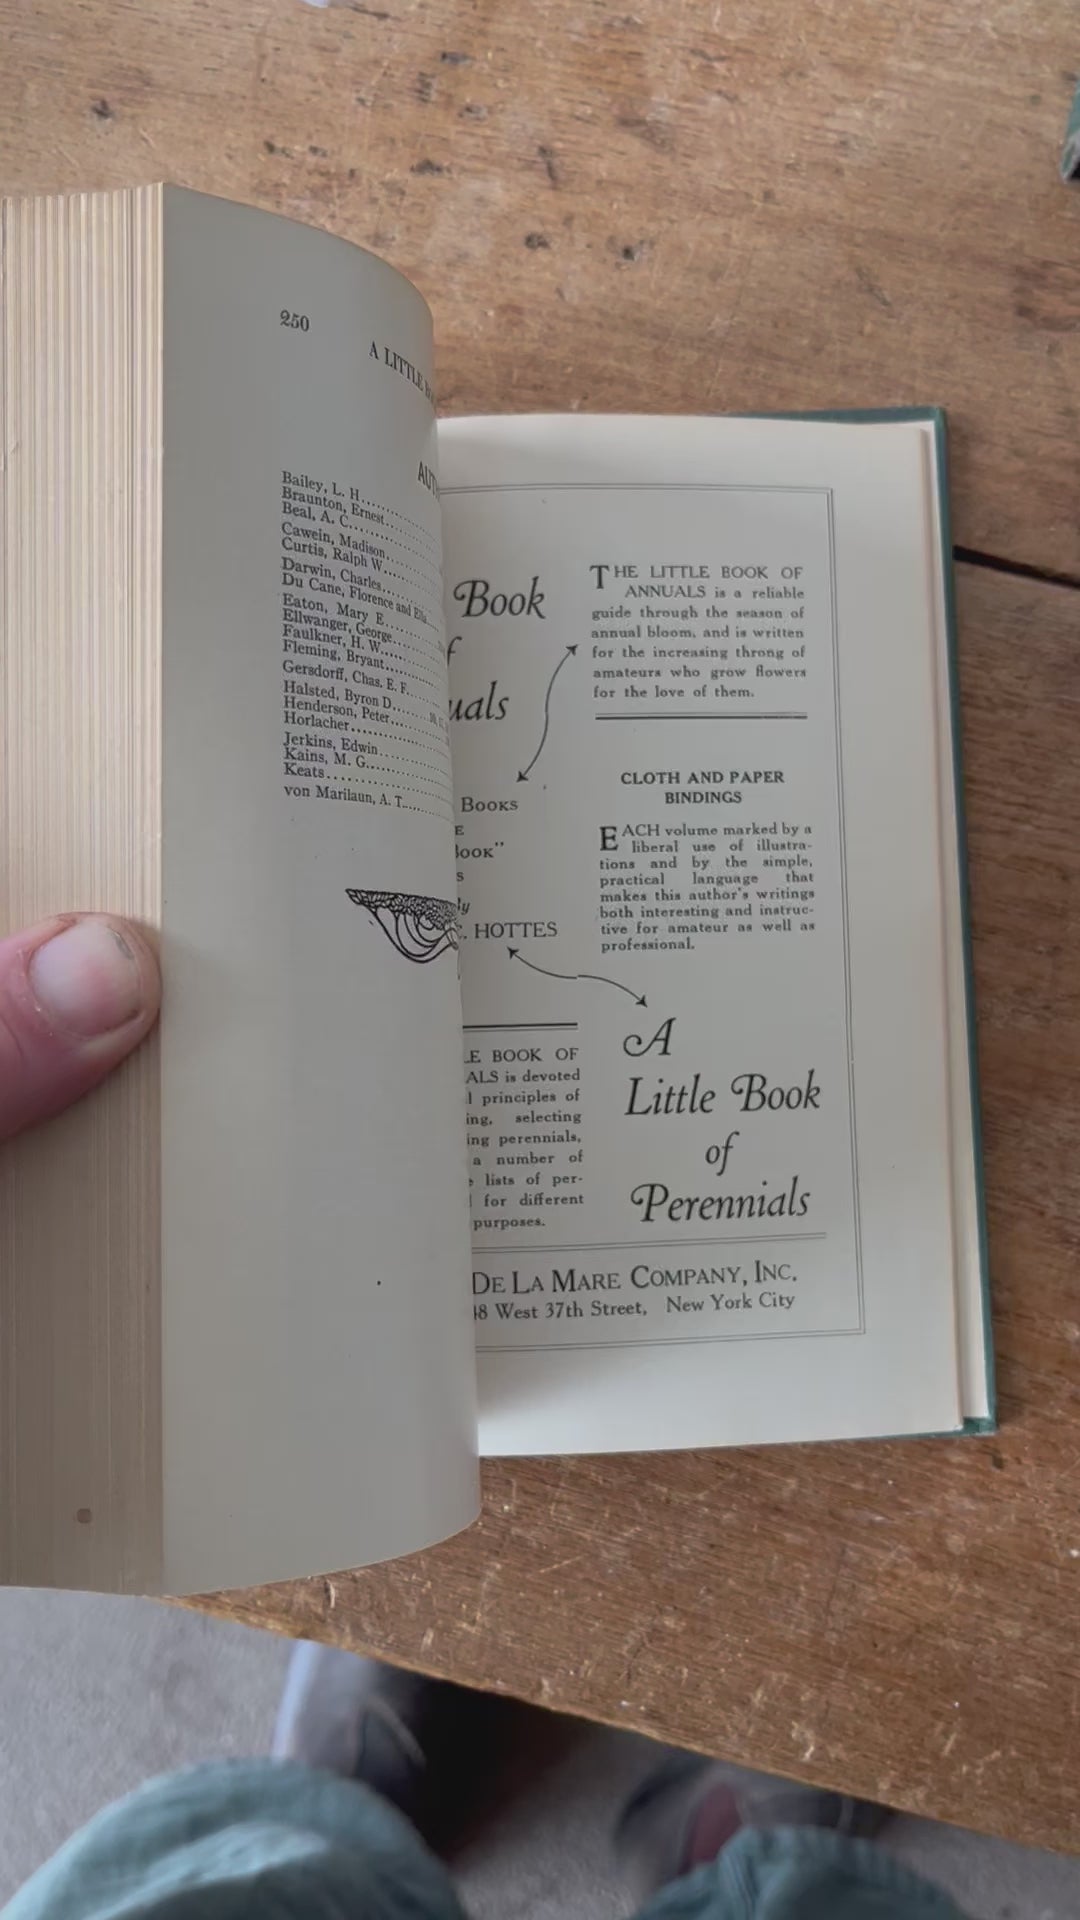 250
A LITTLE
Bailey, L. H.
Braunton, Ernest
Beal, A. C.
Cawein, Madison
Curtis, Ralph W.
Darwin, Charles
Du Cane, Florence and Ella
Eaton, Mary E.
Ellwanger, George
Faulkner, H. W.
Fleming, Bryant
Gersdorff, Chas. E. F.
Halsted, Byron D.
Henderson, Peter
Horlacher
Jerkins, Edwin
Kains, M. G.
Keats
von Marilaun, A. T.
Book
f
uals
BOOKS
E
BOOK"
S
By
C. HOTTES
LE BOOK OF
ALS is devoted
l principles of
ing, selecting
ing perennials,
a number of
lists of per-
for different
purposes.
THE LITTLE BOOK OF
ANNUALS is a reliable
guide through the season of
annual bloom, and is written
for the increasing throng of
amateurs who grow flowers
for the love of them.
CLOTH AND PAPER
BINDINGS
EACH volume marked by a
liberal use of illustra-
tions and by the simple,
practical language that
makes this author's writings
both interesting and instruc-
tive for amateur as well as
professional.
A
Little Book
of
Perennials
DE LA MARE COMPANY, INC.
48 West 37th Street, New York City